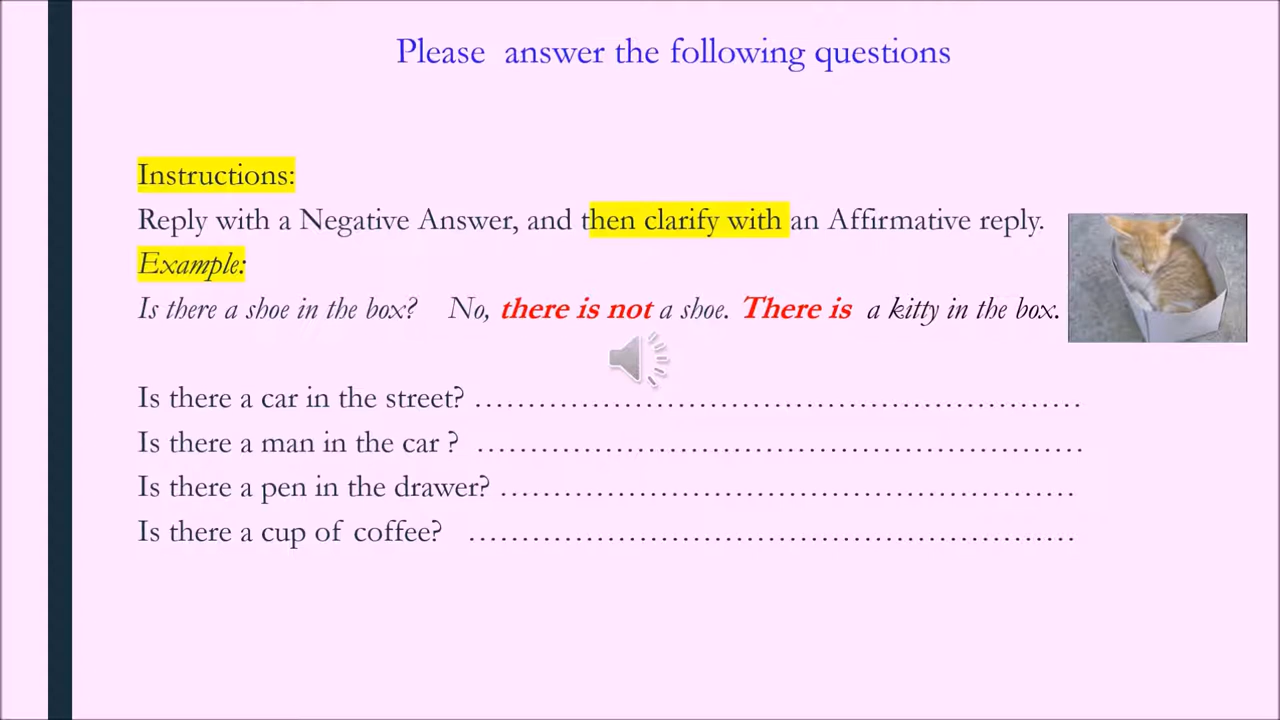 Please answer the following questions
Instructions:
Reply with a Negative Answer, and then clarify with an Affirmative reply.
Example:
Is there a shoe in the box? No, there is not a shoe. There is a kitty in the box.
Is there a car in the street? ......................................................
Is there a man in the car ? ......................................................
Is there a pen in the drawer? ...................................................
Is there a cup of coffee? ......................................................